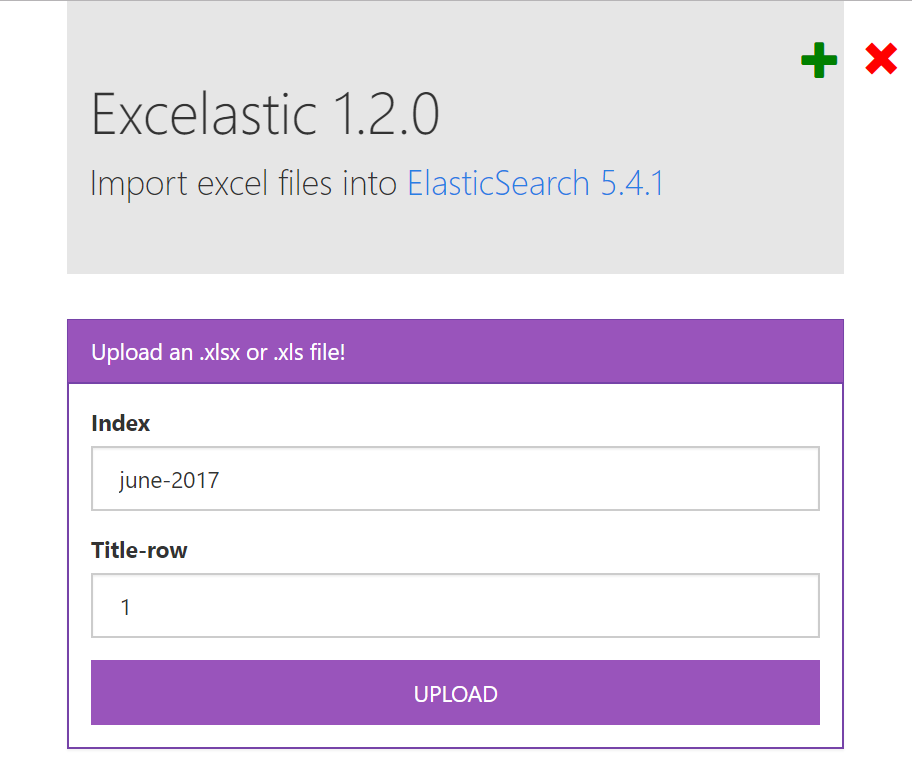 Excelastic 1.2.0
Import excel files into ElasticSearch 5.4.1
Upload an .xlsx or .xls file!
Index
june-2017
Title-row
1
UPLOAD